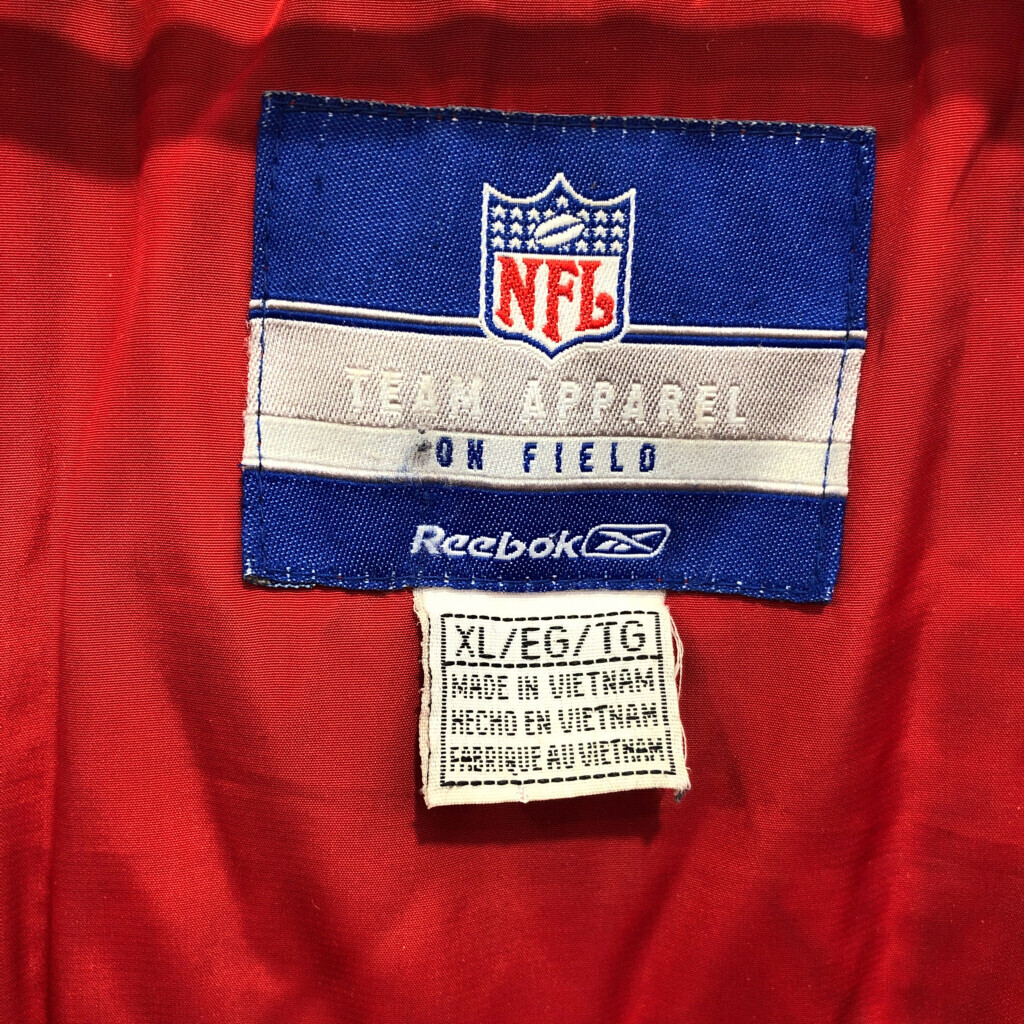 NFL
TEAM APPAREL
ON FIELD
Reebok
XL/EG/TG
MADE IN VIETNAM
HECHO EN VIETNAM
FABRIQUE AU VIETNAM